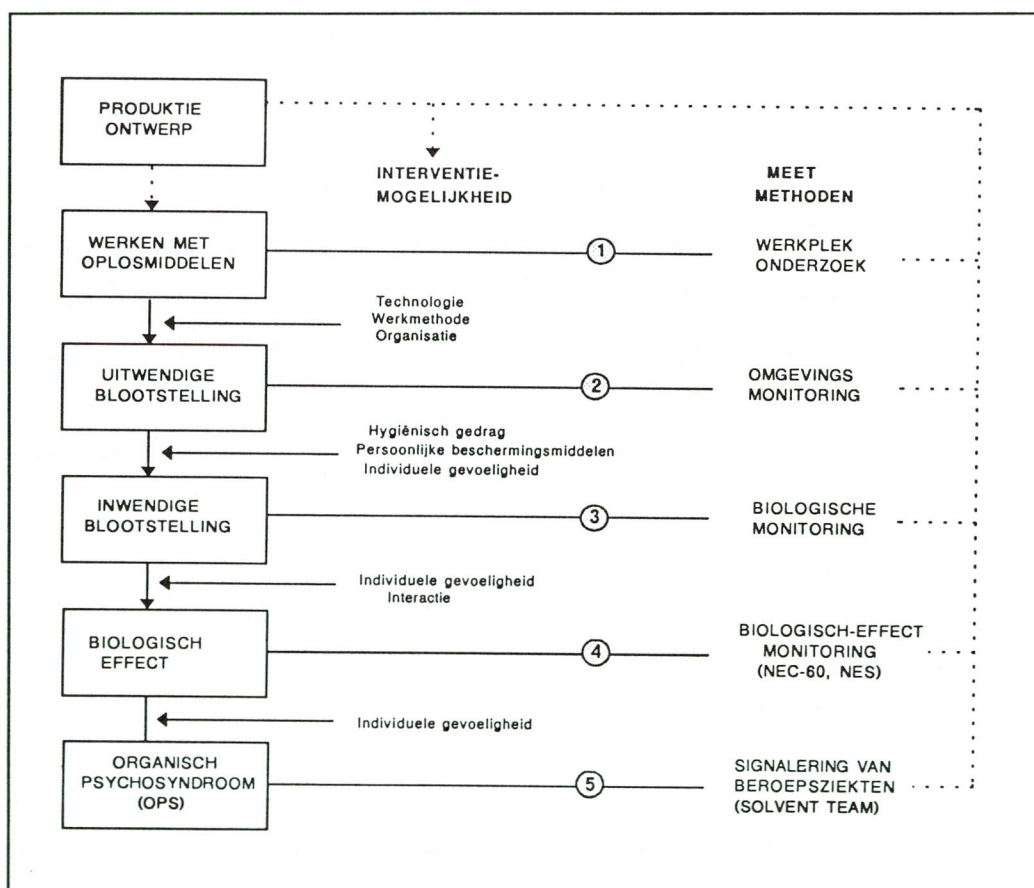 PRODUKTIE
ONTWERP
INTERVENTIE-
MOGELIJKHEID
MEET
METHODEN
WERKEN MET
OPLOSMIDDELEN
1
WERKPLEK
ONDERZOEK
Technologie
Werkmethode
Organisatie
UITWENDIGE
BLOOTSTELLING
2
OMGEVINGS
MONITORING
Hygiënisch gedrag
Persoonlijke beschermingsmiddelen
Individuele gevoeligheid
INWENDIGE
BLOOTSTELLING
3
BIOLOGISCHE
MONITORING
Individuele gevoeligheid
Interactie
BIOLOGISCH
EFFECT
4
BIOLOGISCH-EFFECT
MONITORING
(NEC-60, NES)
Individuele gevoeligheid
ORGANISCH
PSYCHOSYNDROOM
(OPS)
5
SIGNALERING VAN
BEROEPSZIEKTEN
(SOLVENT TEAM)